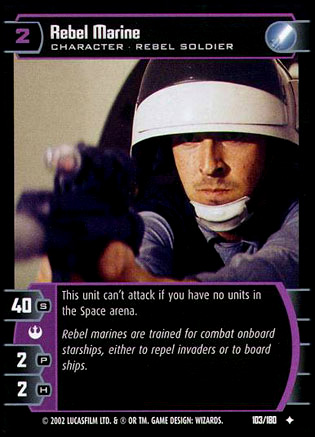 2
Rebel Marine
CHARACTER · REBEL SOLDIER
40 S
This unit can't attack if you have no units in
the Space arena.
2 P
Rebel marines are trained for combat onboard
starships, either to repel invaders or to board
ships.
2 H
© 2002 LUCASFILM LTD. & ® OR TM. GAME DESIGN: WIZARDS.
103/180